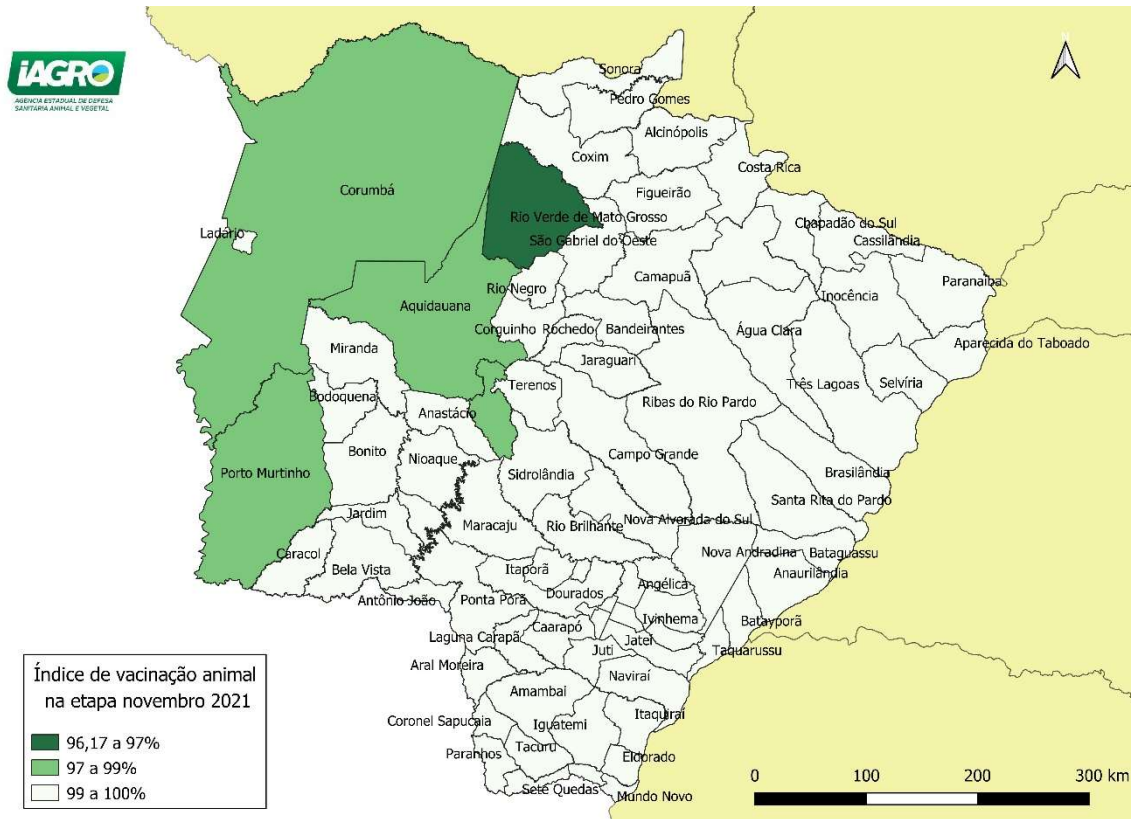 iAGRO
AGÊNCIA ESTADUAL DE DEFESA
SANITÁRIA ANIMAL E VEGETAL
N
Sonora
Pedro Gomes
Alcinópolis
Coxim
Costa Rica
Corumbá
Figueirão
Rio Verde de Mato Grosso
Chapadão do Sul
Ladário
São Gabriel do Oeste
Cassilândia
Camapuã
Paranaíba
Rio Negro
Inocência
Aquidauana
Corguinho
Rochedo
Bandeirantes
Água Clara
Aparecida do Taboado
Miranda
Jaraguari
Terenos
Três Lagoas
Selvíria
Bodoquena
Ribas do Rio Pardo
Anastácio
Bonito
Nioaque
Campo Grande
Porto Murtinho
Sidrolândia
Brasilândia
Santa Rita do Pardo
Jardim
Maracaju
Rio Brilhante
Nova Alvorada do Sul
Caracol
Nova Andradina
Bataguassu
Bela Vista
Itaporã
Anaurilândia
Angélica
Dourados
Antônio João
Ponta Porã
Ivinhema
Batayporã
Caarapó
Laguna Carapã
Jateí
Juti
Taquarussu
Aral Moreira
Naviraí
Amambai
Itaquiraí
Coronel Sapucaia
Iguatemi
Paranhos
Tacuru
Eldorado
Sete Quedas
Mundo Novo
Índice de vacinação animal
na etapa novembro 2021
96,17 a 97%
97 a 99%
99 a 100%
0 100 200 300 km